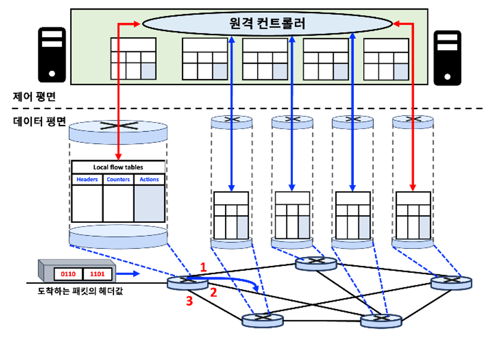 원격 컨트롤러
제어 평면
데이터 평면
Local flow tables
Headers Counters Actions
0110 1101
도착하는 패킷의 헤더값
1
2
3